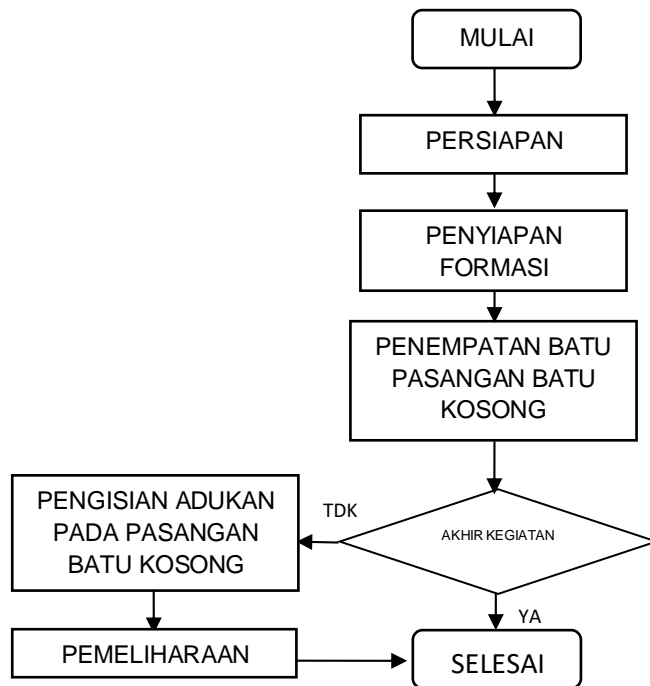 MULAI
PERSIAPAN
PENYIAPAN
FORMASI
PENEMPATAN BATU
PASANGAN BATU
KOSONG
AKHIR KEGIATAN
TDK
PENGISIAN ADUKAN
PADA PASANGAN
BATU KOSONG
PEMELIHARAAN
YA
SELESAI